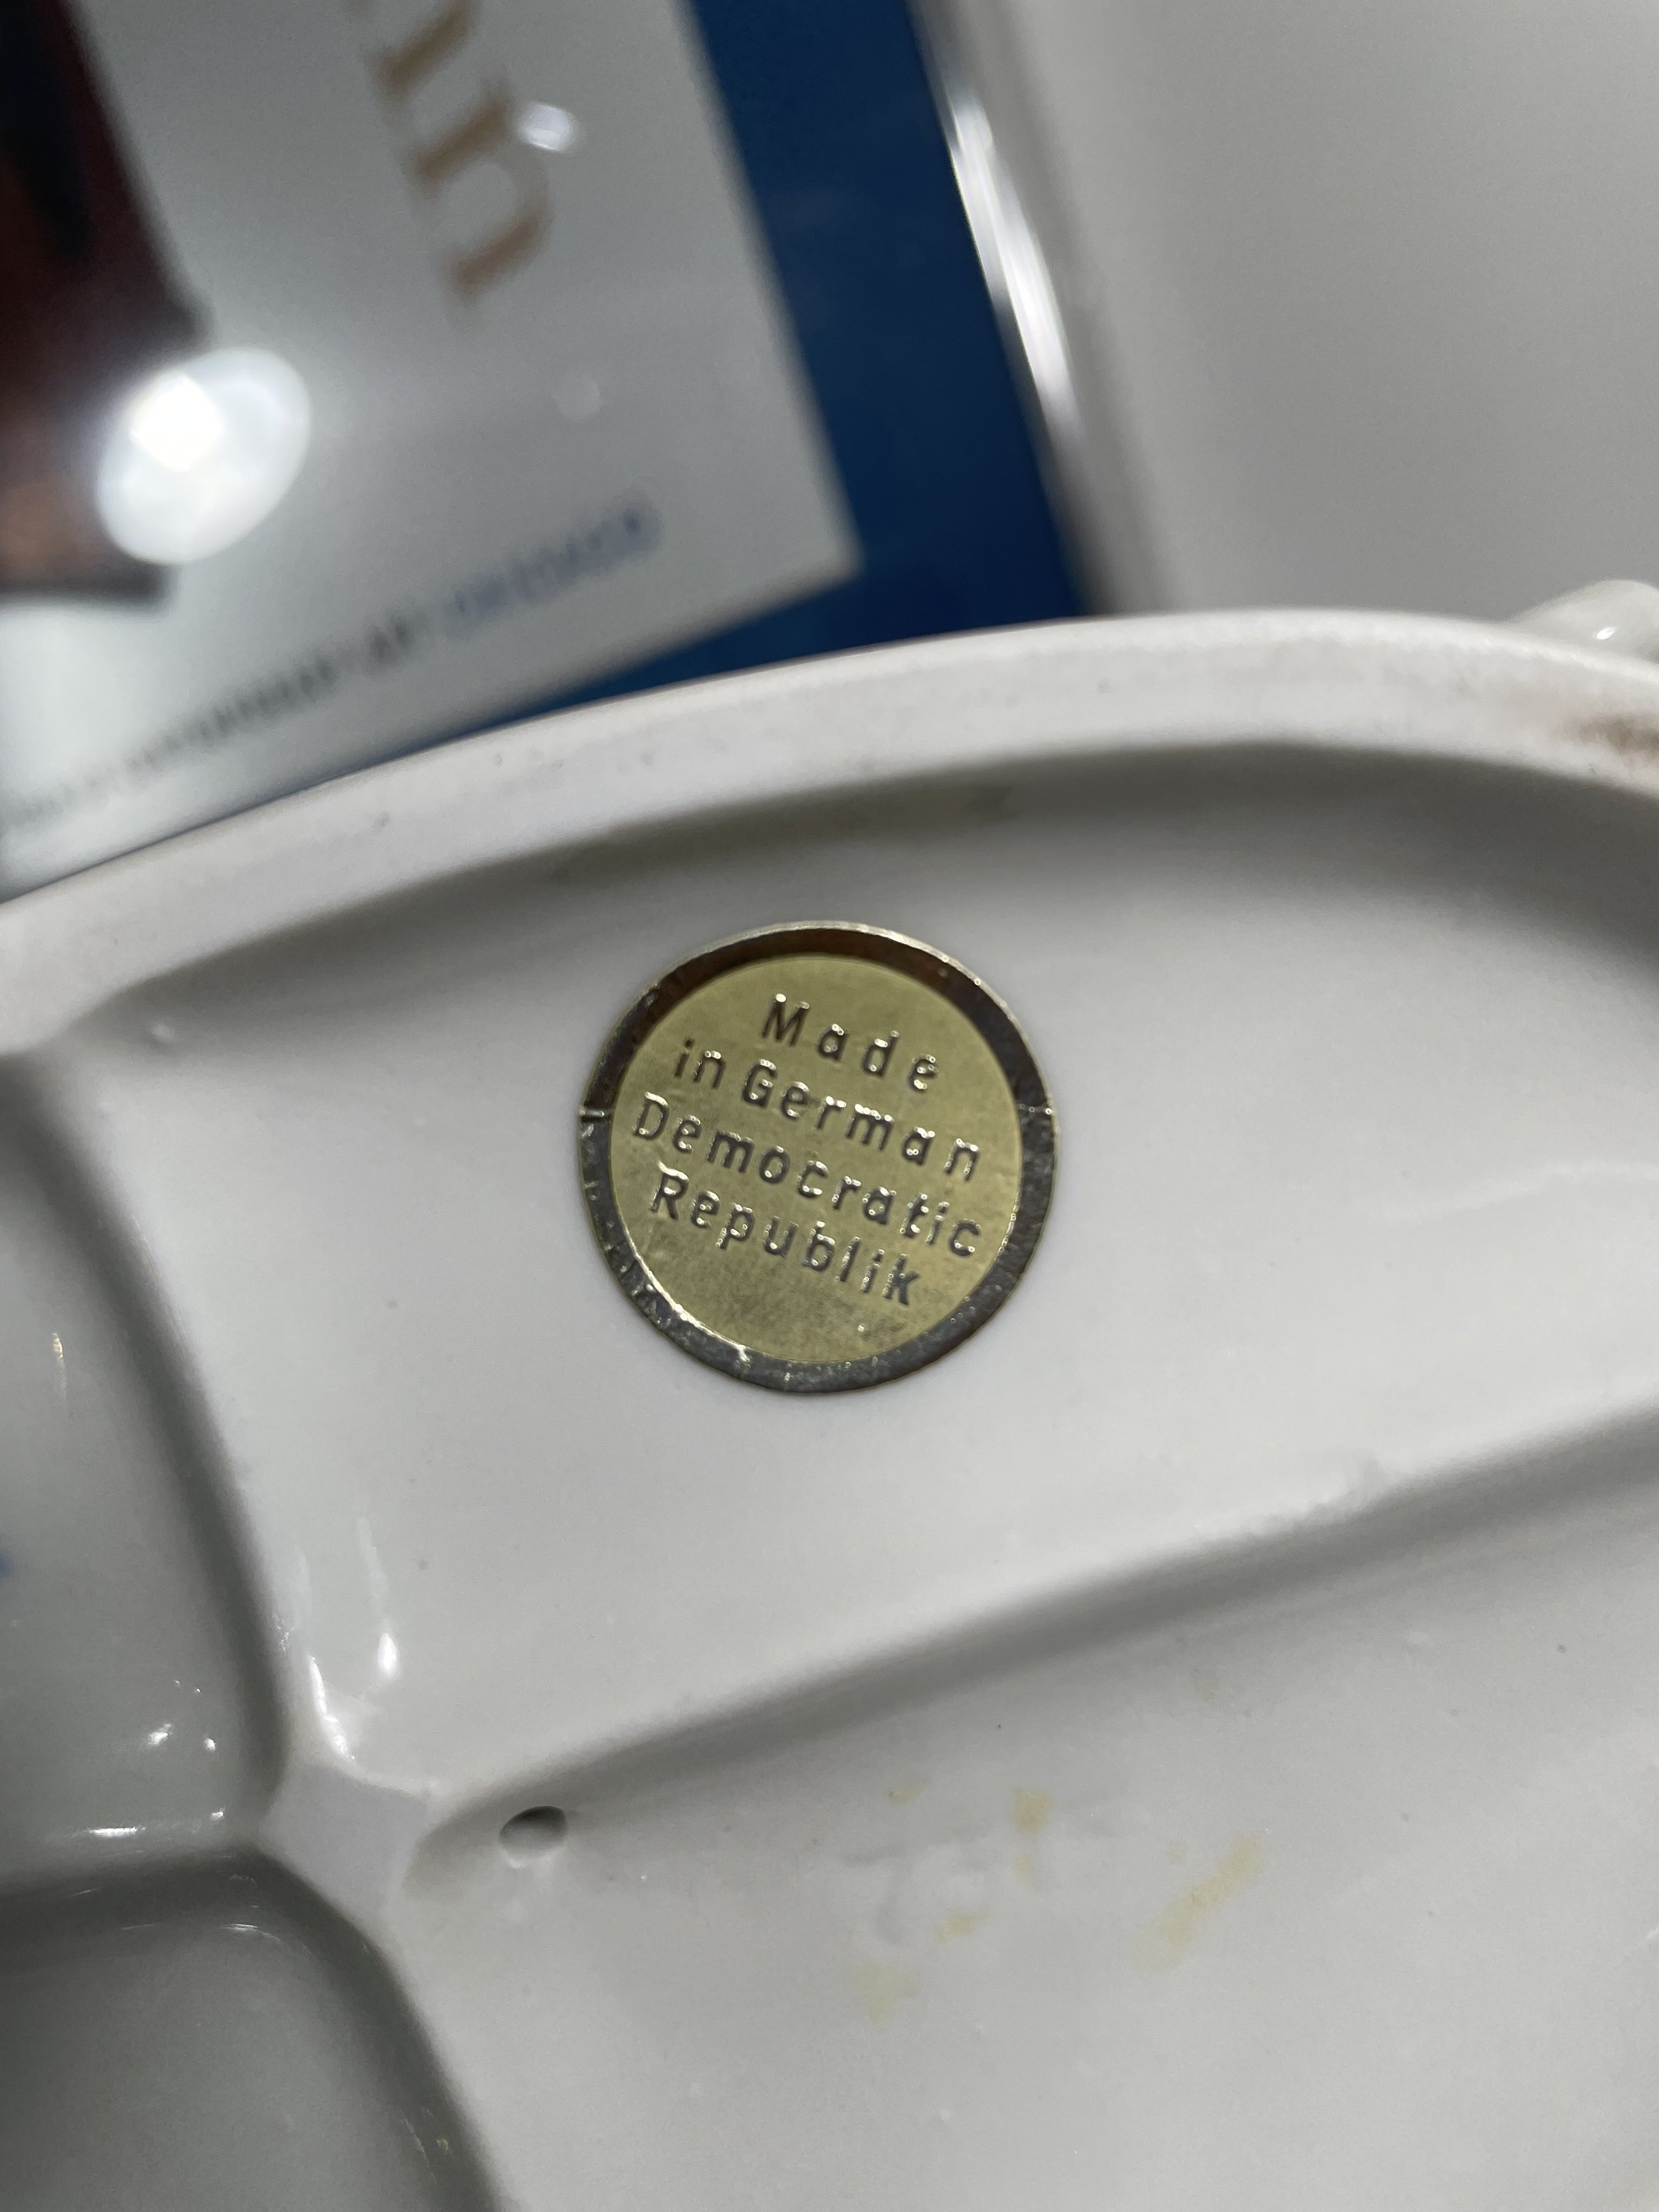 Made
in German
Democratic
Republik